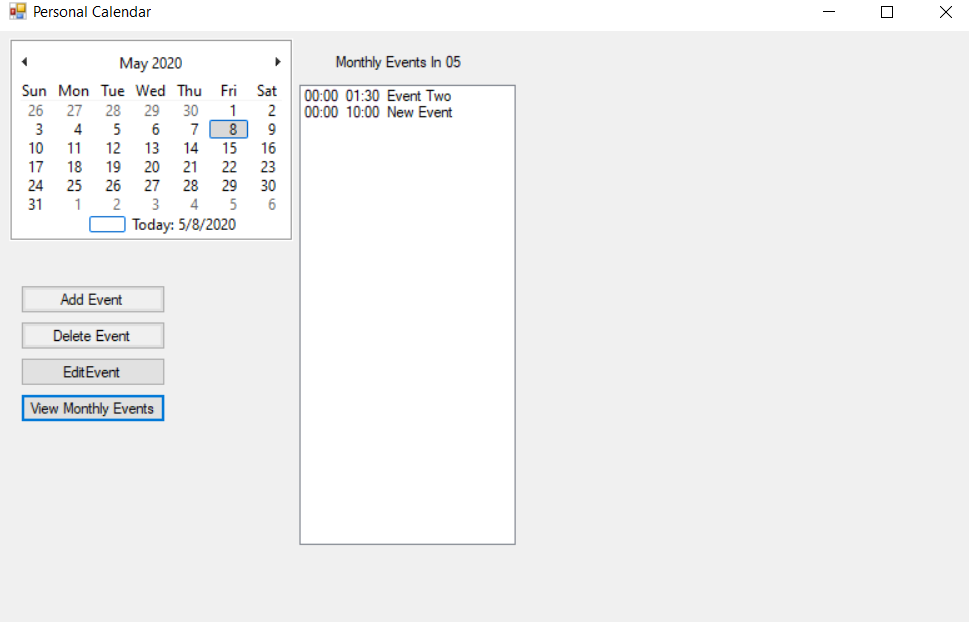 Personal Calendar
May 2020
Sun Mon Tue Wed Thu Fri Sat
26 27 28 29 30 1 2
3 4 5 6 7 8 9
10 11 12 13 14 15 16
17 18 19 20 21 22 23
24 25 26 27 28 29 30
31 1 2 3 4 5 6
Today: 5/8/2020
Add Event
Delete Event
EditEvent
View Monthly Events
Monthly Events In 05
00:00 01:30 Event Two
00:00 10:00 New Event